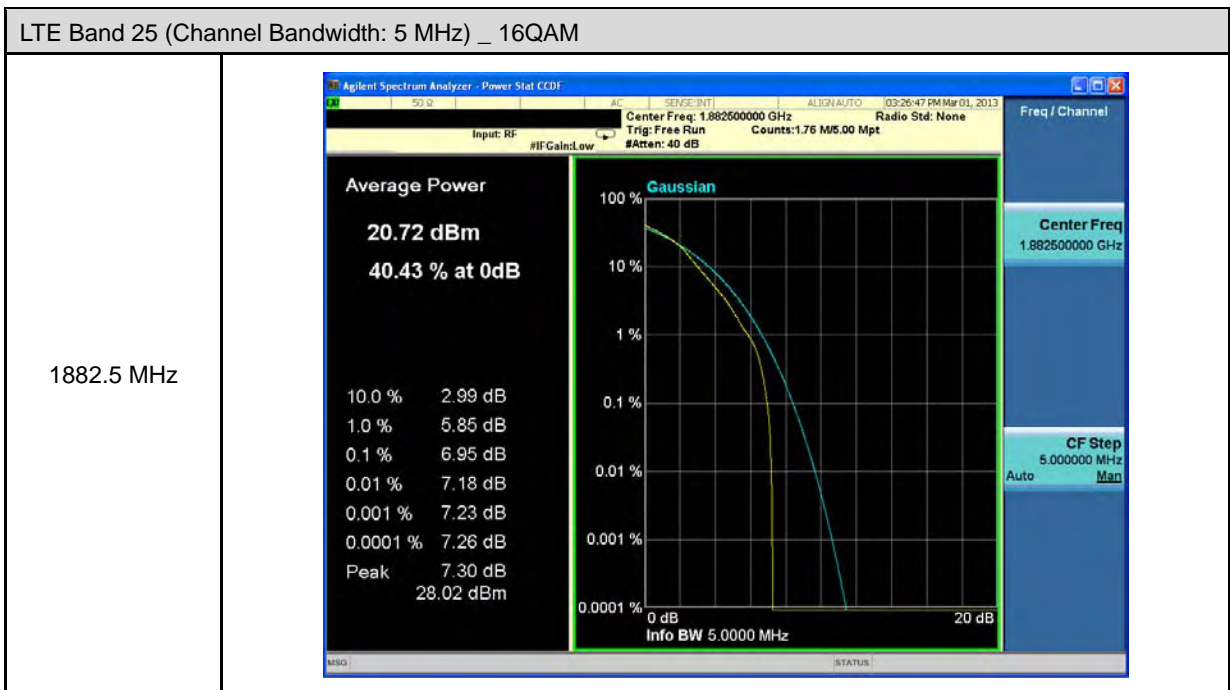 LTE Band 25 (Channel Bandwidth: 5 MHz) _ 16QAM
1882.5 MHz
Agilent Spectrum Analyzer - Power Stat CCDF
50 Ω AC SENSE:INT ALIGN AUTO 03:26:47 PM Mar 01, 2013
Center Freq: 1.882500000 GHz Radio Std: None
Input: RF Trig: Free Run Counts:1.76 M/5.00 Mpt
#IFGain:Low #Atten: 40 dB
Freq / Channel
Center Freq
1.882500000 GHz
CF Step
5.000000 MHz
Auto Man
Average Power
20.72 dBm
40.43 % at 0dB
10.0 % 2.99 dB
1.0 % 5.85 dB
0.1 % 6.95 dB
0.01 % 7.18 dB
0.001 % 7.23 dB
0.0001 % 7.26 dB
Peak 7.30 dB
28.02 dBm
Gaussian
100 %
10 %
1 %
0.1 %
0.01 %
0.001 %
0.0001 %
0 dB 20 dB
Info BW 5.0000 MHz
MSG STATUS